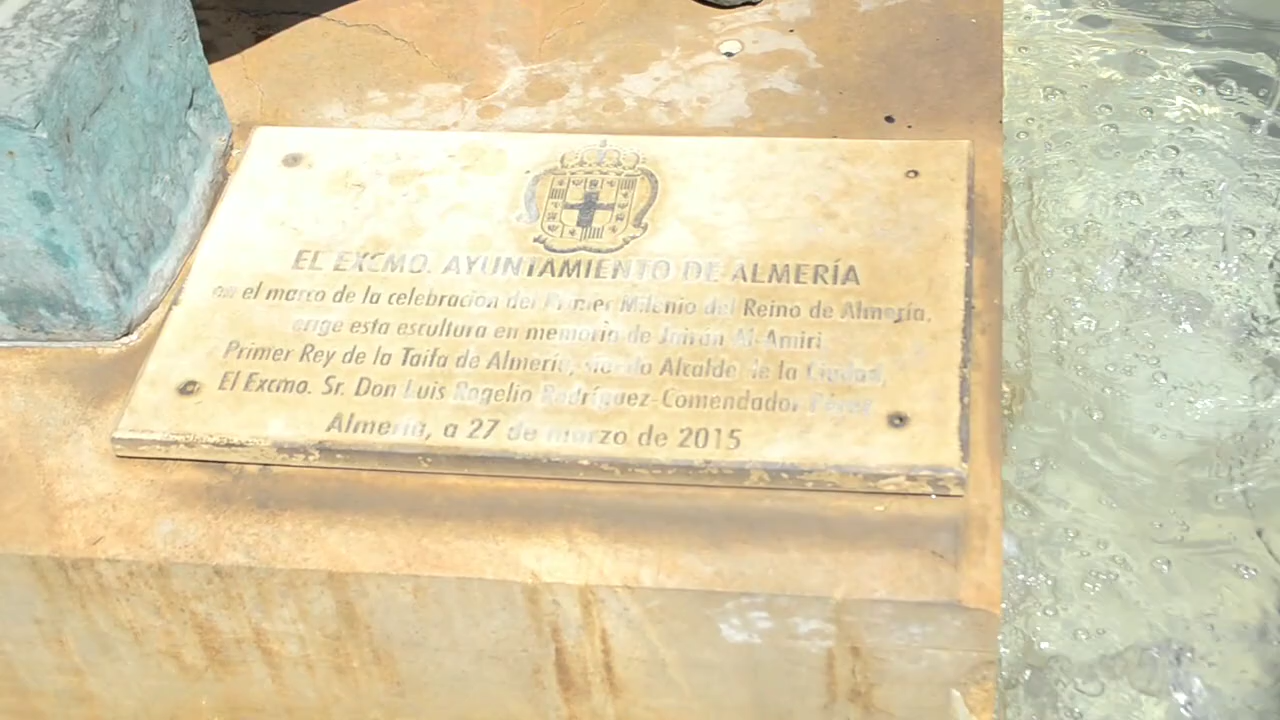 EL EXCMO. AYUNTAMIENTO DE ALMERÍA
en el marco de la celebración del Primer Milenio del Reino de Almería,
erige esta escultura en memoria de Jairán Al-Amiri
Primer Rey de la Taifa de Almería, siendo Alcalde de la Ciudad,
El Excmo. Sr. Don Luis Rogelio Rodríguez-Comendador Pérez
Almería, a 27 de marzo de 2015